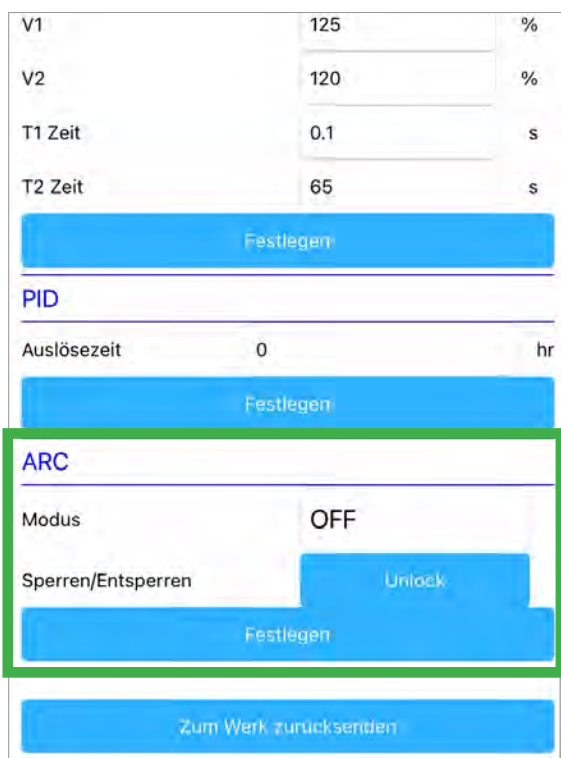 V1 125 %
V2 120 %
T1 Zeit 0.1 s
T2 Zeit 65 s
Festlegen
PID
Auslösezeit 0 hr
Festlegen
ARC
Modus OFF
Sperren/Entsperren Unlock
Festlegen
Zum Werk zurücksenden